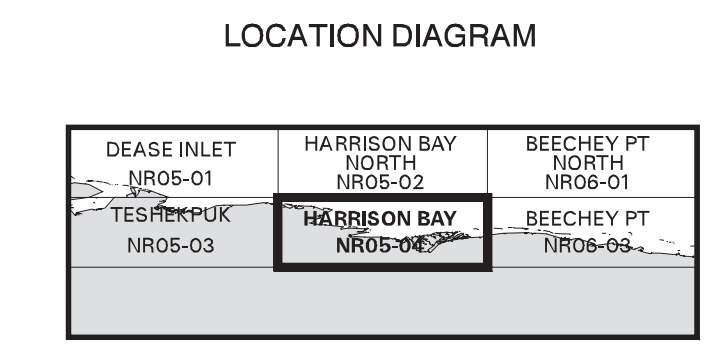 LOCATION DIAGRAM
DEASE INLET
NR05-01
HARRISON BAY
NORTH
NR05-02
BEECHEY PT
NORTH
NR06-01
TESHEKPUK
NR05-03
HARRISON BAY
NR05-04
BEECHEY PT
NR06-03